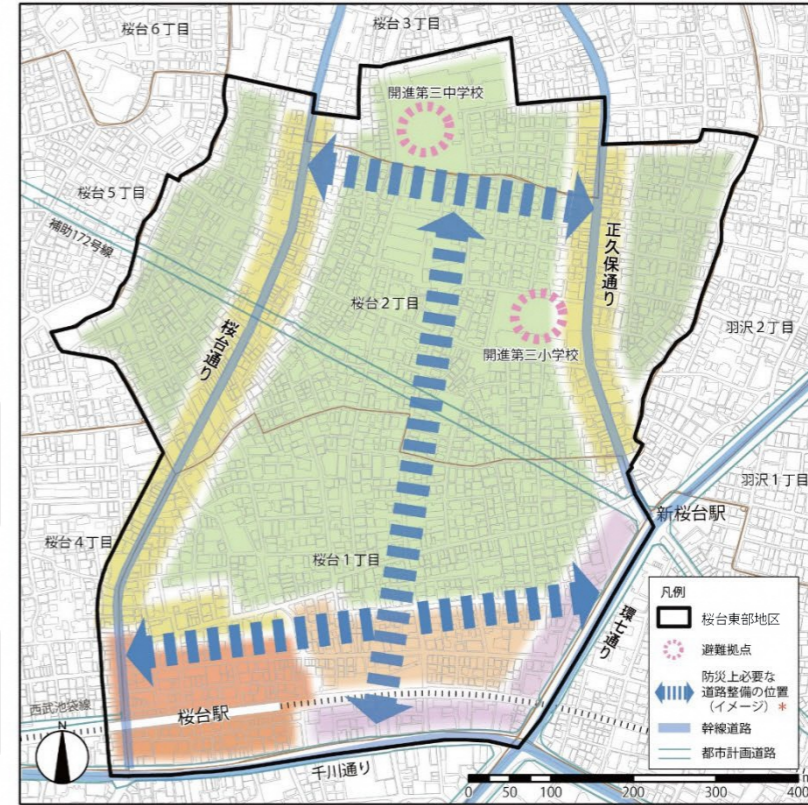 桜台6丁目
桜台3丁目
開進第三中学校
桜台5丁目
補助172号線
正久保通り
桜台2丁目
羽沢2丁目
桜台通り
開進第三小学校
羽沢1丁目
新桜台駅
桜台4丁目
桜台1丁目
環七通り
西武池袋線
桜台駅
千川通り
N
凡例
桜台東部地区
避難拠点
防災上必要な
道路整備の位置
（イメージ）*
幹線道路
都市計画道路
0 50 100 200 300 400 m